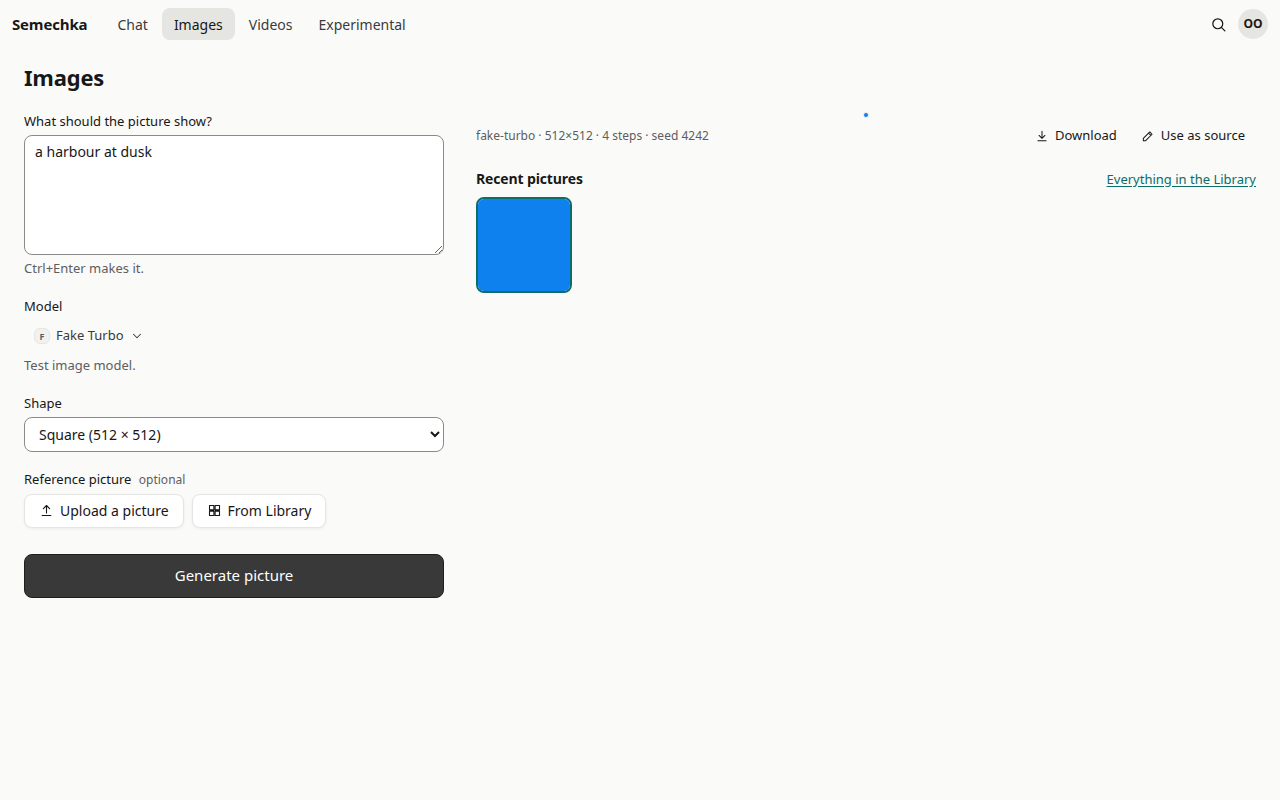 Semechka
Chat
Images
Videos
Experimental
OO
Images
What should the picture show?
a harbour at dusk
Ctrl+Enter makes it.
Model
F
Fake Turbo
Test image model.
Shape
Square (512 × 512)
Reference picture optional
Upload a picture
From Library
Generate picture
fake-turbo · 512×512 · 4 steps · seed 4242
Download
Use as source
Recent pictures
Everything in the Library